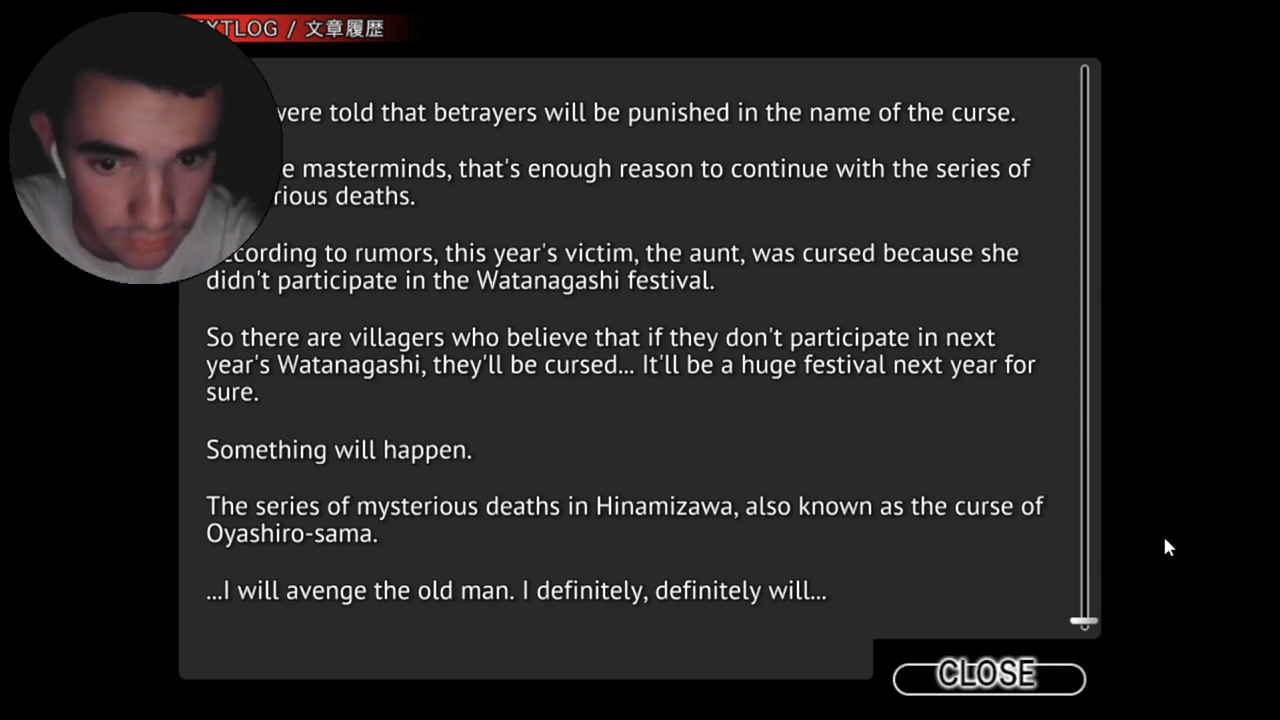 XTLOG / 文章履歴
were told that betrayers will be punished in the name of the curse.
masterminds, that's enough reason to continue with the series of
deaths.
According to rumors, this year's victim, the aunt, was cursed because she
didn't participate in the Watanagashi festival.
So there are villagers who believe that if they don't participate in next
year's Watanagashi, they'll be cursed... It'll be a huge festival next year for
sure.
Something will happen.
The series of mysterious deaths in Hinamizawa, also known as the curse of
Oyashiro-sama.
...I will avenge the old man. I definitely, definitely will...
CLOSE